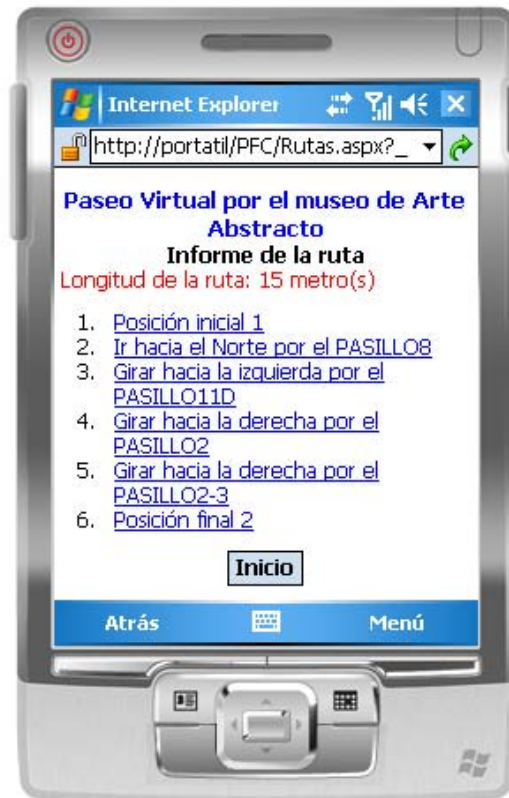 Internet Explorer
http://portatil/PFC/Rutas.aspx?_
Paseo Virtual por el museo de Arte
Abstracto
Informe de la ruta
Longitud de la ruta: 15 metro(s)
1. Posición inicial 1
2. Ir hacia el Norte por el PASILLO8
3. Girar hacia la izquierda por el
PASILLO11D
4. Girar hacia la derecha por el
PASILLO2
5. Girar hacia la derecha por el
PASILLO2-3
6. Posición final 2
Inicio
Atrás Menú